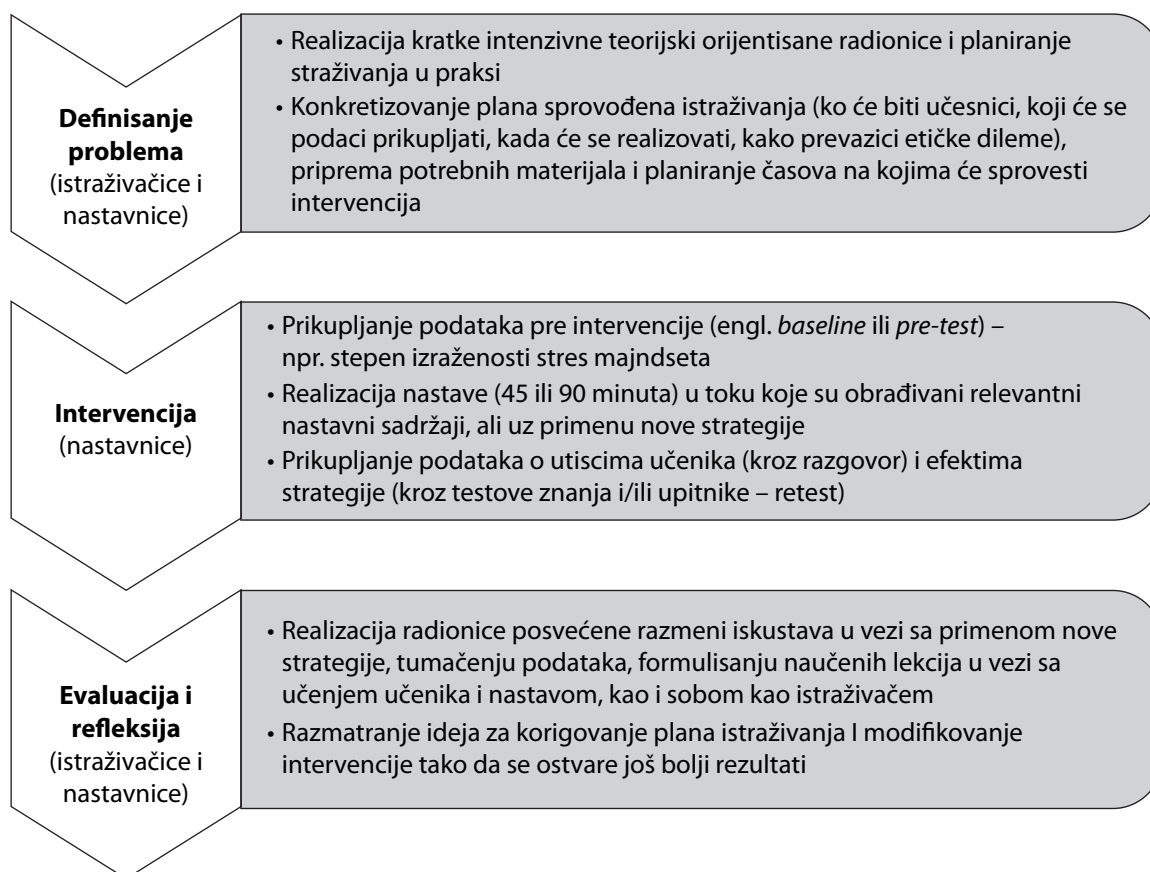 Definisanje
problema
(istraživačice i
nastavnice)
• Realizacija kratke intenzivne teorijski orijentisane radionice i planiranje
straživanja u praksi
• Konkretizovanje plana sprovođena istraživanja (ko će biti učesnici, koji će se
podaci prikupljati, kada će se realizovati, kako prevazici etičke dileme),
priprema potrebnih materijala i planiranje časova na kojima će sprovesti
intervencija
Intervencija
(nastavnice)
• Prikupljanje podataka pre intervencije (engl. baseline ili pre-test) –
npr. stepen izraženosti stres majndseta
• Realizacija nastave (45 ili 90 minuta) u toku koje su obrađivani relevantni
nastavni sadržaji, ali uz primenu nove strategije
• Prikupljanje podataka o utiscima učenika (kroz razgovor) i efektima
strategije (kroz testove znanja i/ili upitnike – retest)
Evaluacija i
refleksija
(istraživačice i
nastavnice)
• Realizacija radionice posvećene razmeni iskustava u vezi sa primenom nove
strategije, tumačenju podataka, formulisanju naučenih lekcija u vezi sa
učenjem učenika i nastavom, kao i sobom kao istraživačem
• Razmatranje ideja za korigovanje plana istraživanja I modifikovanje
intervencije tako da se ostvare još bolji rezultati